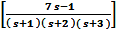 [ (7s−1) / ((s+1)(s+2)(s+3)) ]